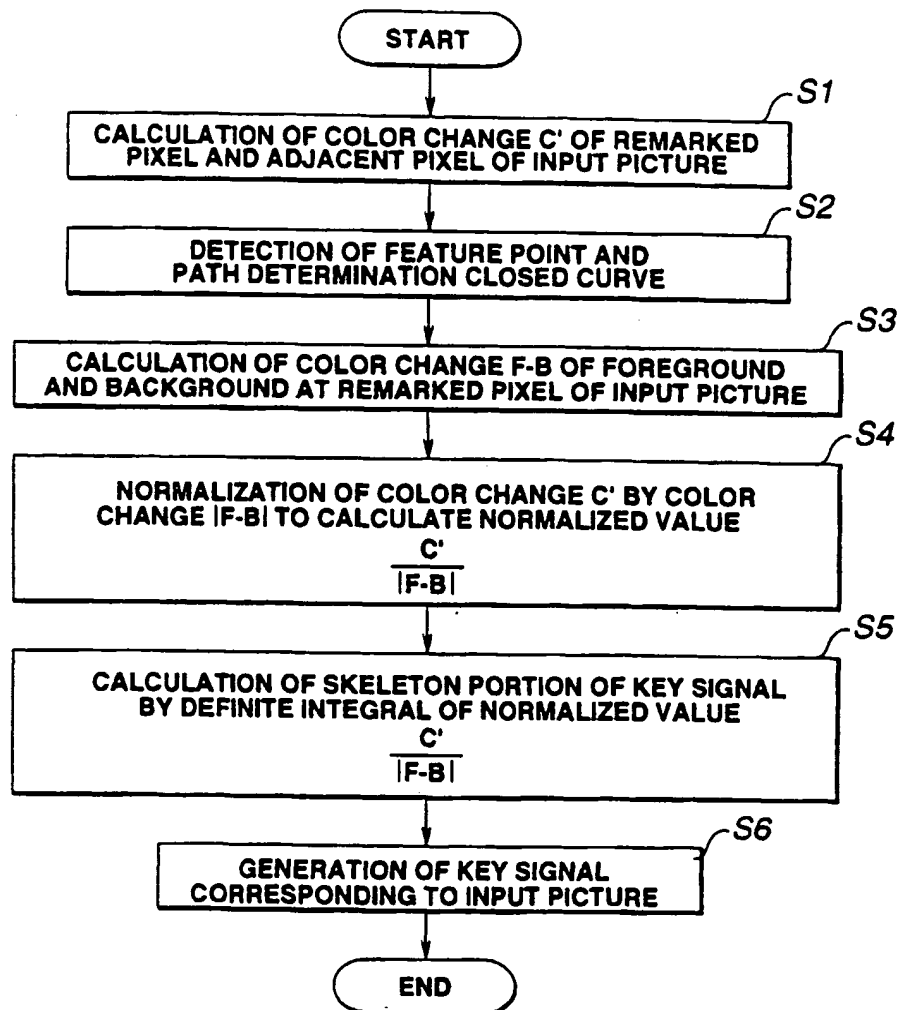 START
S1
CALCULATION OF COLOR CHANGE C' OF REMARKED
PIXEL AND ADJACENT PIXEL OF INPUT PICTURE
S2
DETECTION OF FEATURE POINT AND
PATH DETERMINATION CLOSED CURVE
S3
CALCULATION OF COLOR CHANGE F-B OF FOREGROUND
AND BACKGROUND AT REMARKED PIXEL OF INPUT PICTURE
S4
NORMALIZATION OF COLOR CHANGE C' BY COLOR
CHANGE |F-B| TO CALCULATE NORMALIZED VALUE
C'
|F-B|
S5
CALCULATION OF SKELETON PORTION OF KEY SIGNAL
BY DEFINITE INTEGRAL OF NORMALIZED VALUE
C'
|F-B|
S6
GENERATION OF KEY SIGNAL
CORRESPONDING TO INPUT PICTURE
END